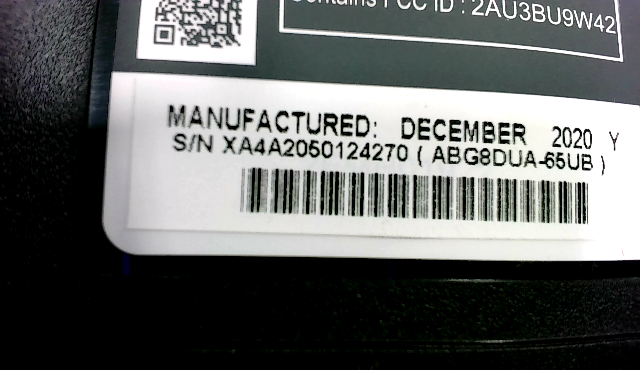 Contains FCC ID : 2AU3BU9W42
MANUFACTURED: DECEMBER 2020 Y
S/N XA4A2050124270 ( ABG8DUA-65UB )